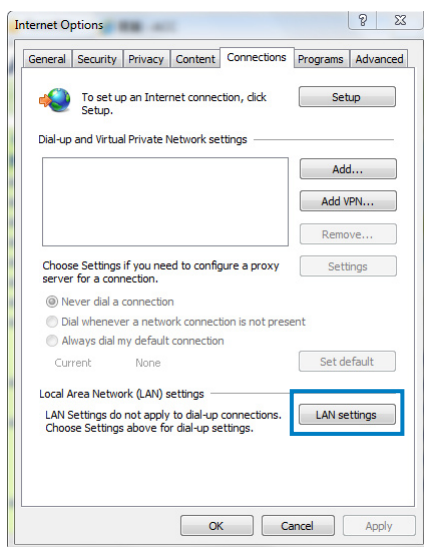 Internet Options
General Security Privacy Content Connections Programs Advanced
To set up an Internet connection, click
Setup.
Setup
Dial-up and Virtual Private Network settings
Add...
Add VPN...
Remove...
Choose Settings if you need to configure a proxy
server for a connection.
Settings
Never dial a connection
Dial whenever a network connection is not present
Always dial my default connection
Current None
Set default
Local Area Network (LAN) settings
LAN Settings do not apply to dial-up connections.
Choose Settings above for dial-up settings.
LAN settings
OK Cancel Apply